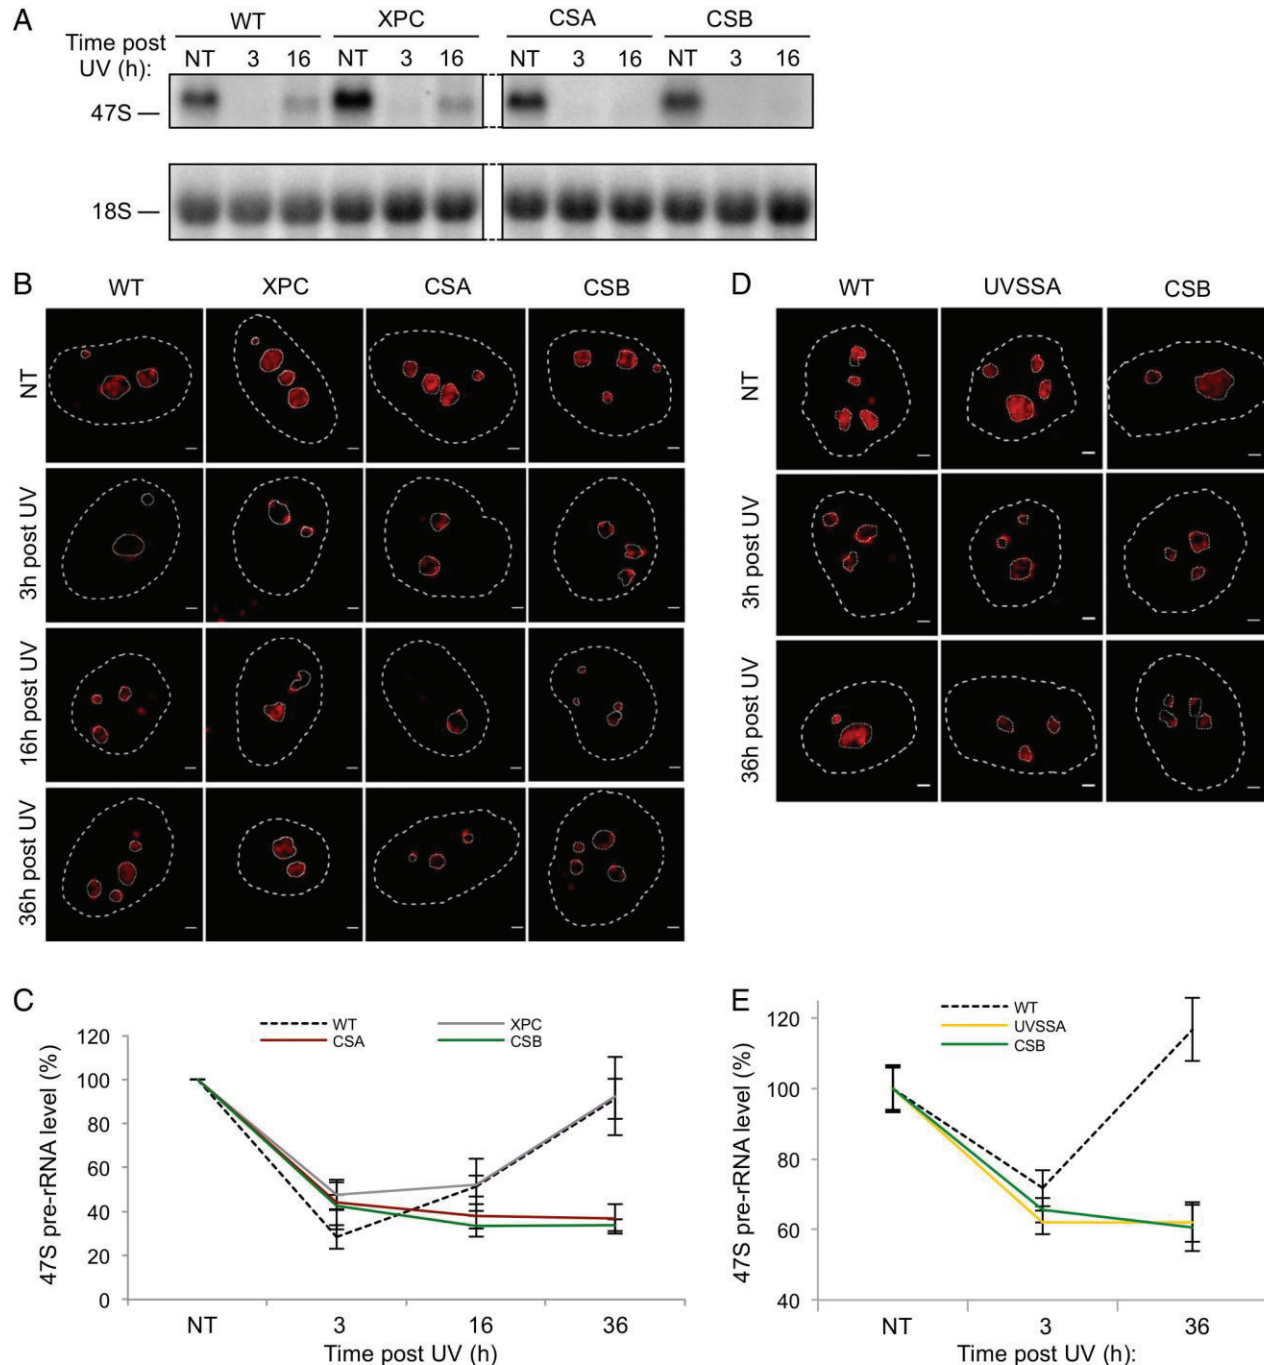 A
WT XPC CSA CSB
Time post UV (h): NT 3 16 NT 3 16 NT 3 16 NT 3 16
47S —
18S —
B
WT XPC CSA CSB
NT
3h post UV
16h post UV
36h post UV
D
WT UVSSA CSB
NT
3h post UV
36h post UV
C
WT XPC
CSA CSB
47S pre-rRNA level (%)
120
100
80
60
40
20
0
NT 3 16 36
Time post UV (h)
E
WT
UVSSA
CSB
47S pre-rRNA level (%)
120
100
80
60
40
NT 3 36
Time post UV (h):